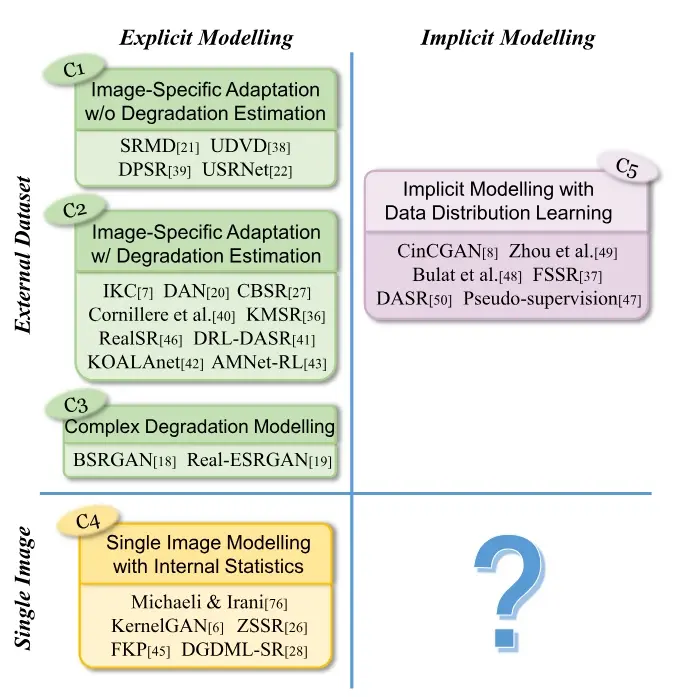 Explicit Modelling
Implicit Modelling
External Dataset
C1
Image-Specific Adaptation
w/o Degradation Estimation
SRMD[21] UDVD[38]
DPSR[39] USRNet[22]
C2
Image-Specific Adaptation
w/ Degradation Estimation
IKC[7] DAN[20] CBSR[27]
Cornillere et al.[40] KMSR[36]
RealSR[46] DRL-DASR[41]
KOALAnet[42] AMNet-RL[43]
C3
Complex Degradation Modelling
BSRGAN[18] Real-ESRGAN[19]
C5
Implicit Modelling with
Data Distribution Learning
CinCGAN[8] Zhou et al.[49]
Bulat et al.[48] FSSR[37]
DASR[50] Pseudo-supervision[47]
Single Image
C4
Single Image Modelling
with Internal Statistics
Michaeli & Irani[76]
KernelGAN[6] ZSSR[26]
FKP[45] DGDML-SR[28]
?